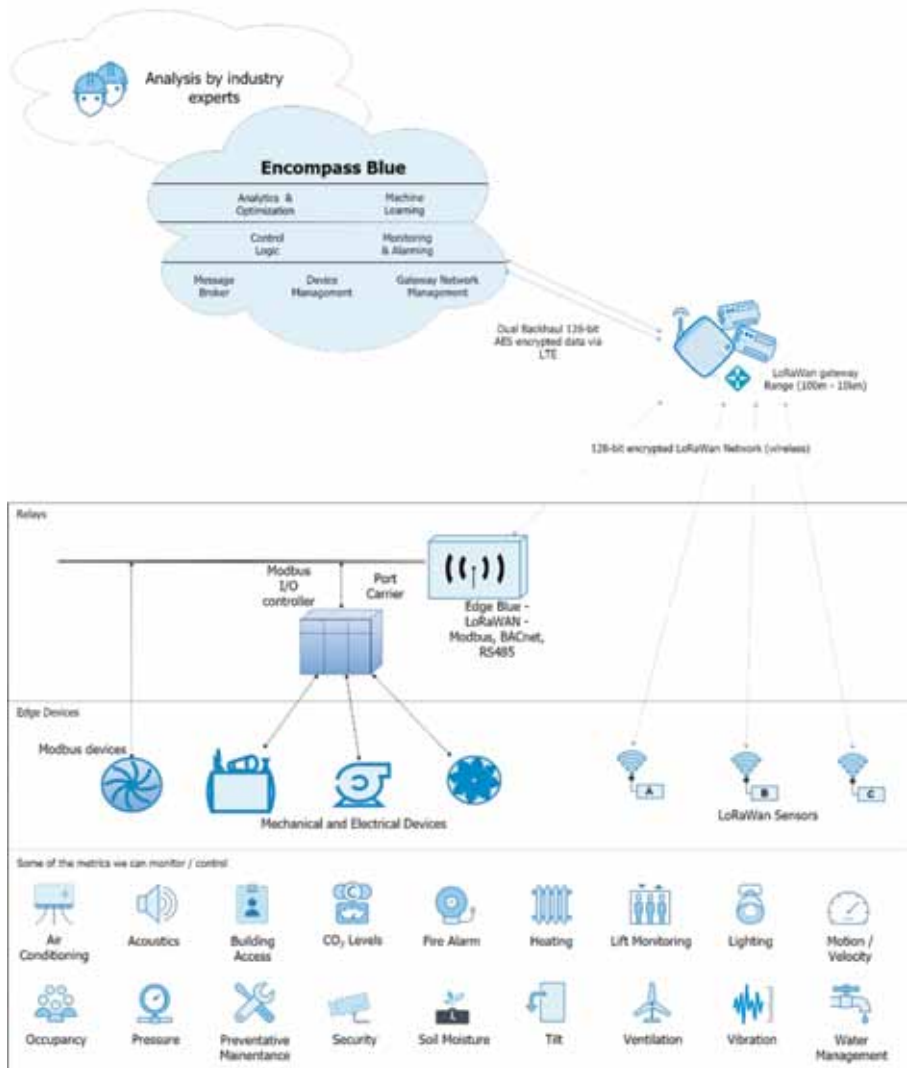 Analysis by industry
experts
Encompass Blue
Analytics &
Optimization
Machine
Learning
Control
Logic
Monitoring
& Alarming
Message
Broker
Device
Management
Gateway Network
Management
Dual Backhaul 128-bit
AES encrypted data via
LTE
LoRaWan gateway
Range (100m - 10km)
128-bit encrypted LoRaWan Network (wireless)
Relays
Modbus
I/O
controller
Port
Carrier
Edge Blue -
LoRaWAN -
Modbus, BACnet,
RS485
Edge Devices
Modbus devices
Mechanical and Electrical Devices
A
B
C
LoRaWan Sensors
Some of the metrics we can monitor / control
Air
Conditioning
Acoustics
Building
Access
CO₂ Levels
Fire Alarm
Heating
Lift Monitoring
Lighting
Motion /
Velocity
Occupancy
Pressure
Preventative
Mainentance
Security
Soil Moisture
Tilt
Ventilation
Vibration
Water
Management